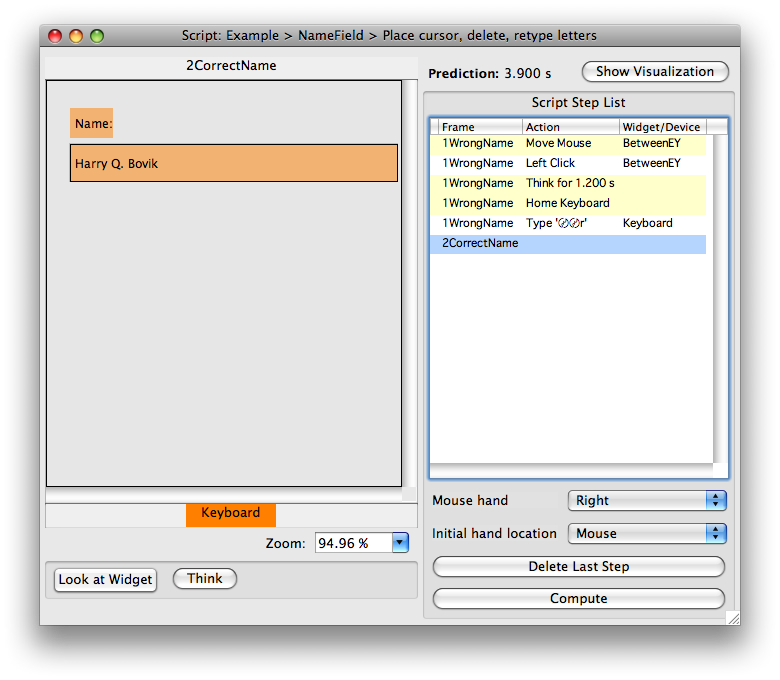 Script: Example > NameField > Place cursor, delete, retype letters
2CorrectName
Name:
Harry Q. Bovik
Keyboard
Zoom: 94.96 %
Look at Widget Think
Prediction: 3.900 s Show Visualization
Script Step List
Frame Action Widget/Device
1WrongName Move Mouse BetweenEY
1WrongName Left Click BetweenEY
1WrongName Think for 1.200 s
1WrongName Home Keyboard
1WrongName Type '⍁⍁r' Keyboard
2CorrectName
Mouse hand Right
Initial hand location Mouse
Delete Last Step
Compute